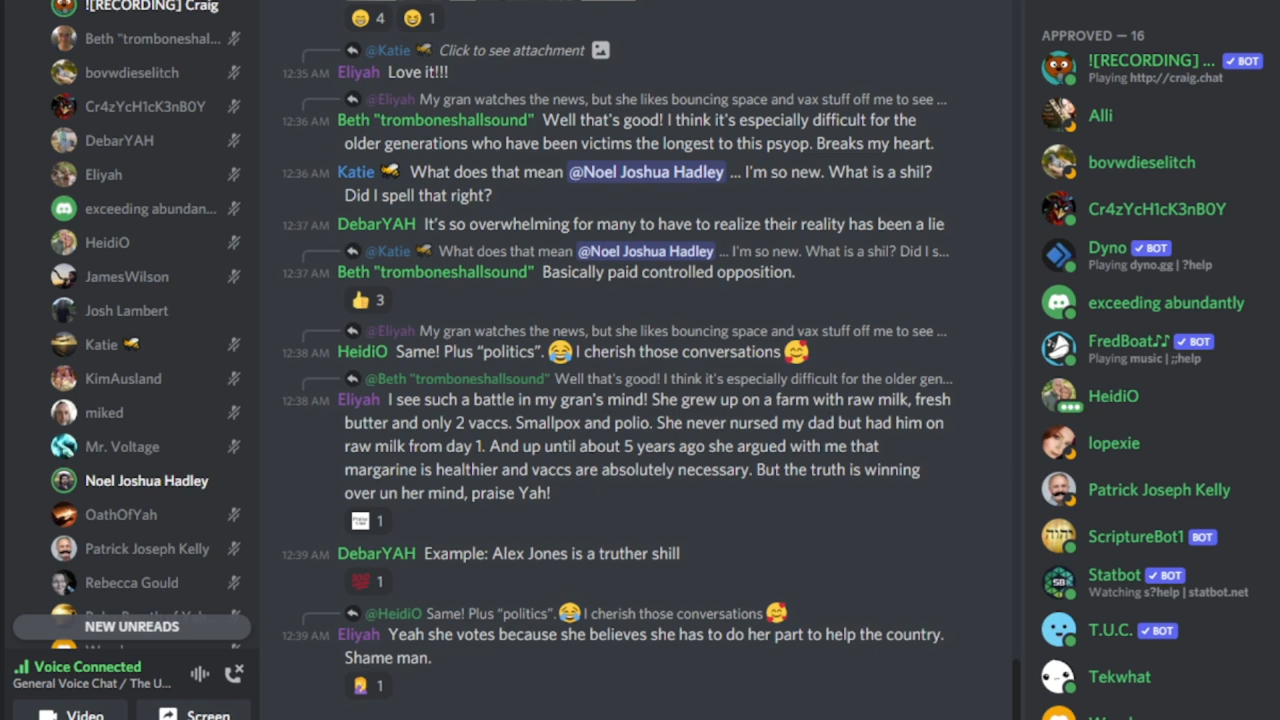 ![RECORDING] Craig
Beth "tromboneshal...
bovwdieselitch
Cr4zYcH1cK3nB0Y
DebarYAH
Eliyah
exceeding abundan...
HeidiO
JamesWilson
Josh Lambert
Katie
KimAusland
miked
Mr. Voltage
Noel Joshua Hadley
OathOfYah
Patrick Joseph Kelly
Rebecca Gould
NEW UNREADS
Voice Connected
General Voice Chat / The U...
Video
Screen
4 1
@Katie Click to see attachment
12:35 AM Eliyah Love it!!!
@Eliyah My gran watches the news, but she likes bouncing space and vax stuff off me to see ...
12:36 AM Beth "tromboneshallsound" Well that's good! I think it's especially difficult for the
older generations who have been victims the longest to this psyop. Breaks my heart.
12:36 AM Katie What does that mean @Noel Joshua Hadley ... I'm so new. What is a shil?
Did I spell that right?
12:37 AM DebarYAH It's so overwhelming for many to have to realize their reality has been a lie
@Katie What does that mean @Noel Joshua Hadley ... I'm so new. What is a shil? Did I s...
12:37 AM Beth "tromboneshallsound" Basically paid controlled opposition.
3
@Eliyah My gran watches the news, but she likes bouncing space and vax stuff off me to see ...
12:38 AM HeidiO Same! Plus “politics”. 😂 I cherish those conversations 🥰
@Beth "tromboneshallsound" Well that's good! I think it's especially difficult for the older gen...
12:38 AM Eliyah I see such a battle in my gran's mind! She grew up on a farm with raw milk, fresh
butter and only 2 vaccs. Smallpox and polio. She never nursed my dad but had him on
raw milk from day 1. And up until about 5 years ago she argued with me that
margarine is healthier and vaccs are absolutely necessary. But the truth is winning
over un her mind, praise Yah!
1
12:39 AM DebarYAH Example: Alex Jones is a truther shill
1
@HeidiO Same! Plus “politics”. 😂 I cherish those conversations 🥰
12:39 AM Eliyah Yeah she votes because she believes she has to do her part to help the country.
Shame man.
1
APPROVED — 16
![RECORDING] ... ✓ BOT
Playing http://craig.chat
Alli
bovwdieselitch
Cr4zYcH1cK3nB0Y
Dyno ✓ BOT
Playing dyno.gg | ?help
exceeding abundantly
FredBoat♪♪ ✓ BOT
Playing music | ;;help
HeidiO
lopexie
Patrick Joseph Kelly
ScriptureBot1 BOT
Statbot ✓ BOT
Watching s?help | statbot.net
T.U.C. ✓ BOT
Tekwhat